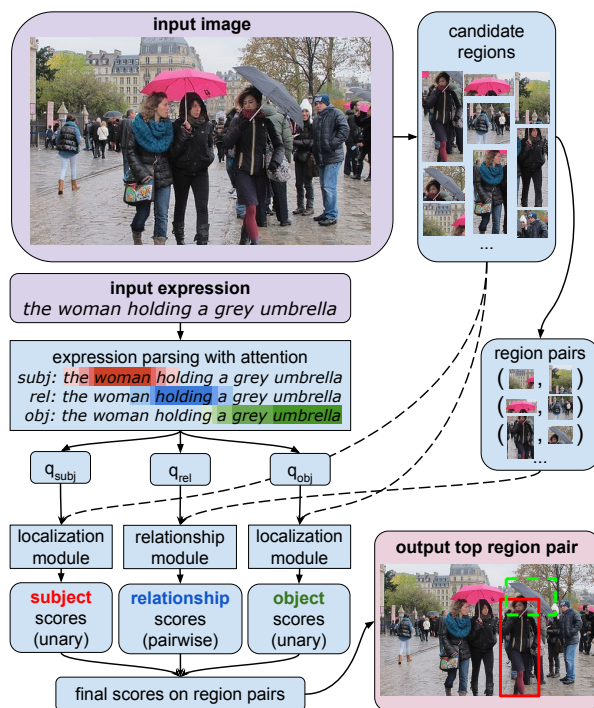 input image
candidate
regions
...
input expression
the woman holding a grey umbrella
expression parsing with attention
subj: the woman holding a grey umbrella
rel: the woman holding a grey umbrella
obj: the woman holding a grey umbrella
region pairs
( , )
( , )
( , )
...
q_subj
q_rel
q_obj
localization
module
relationship
module
localization
module
subject
scores
(unary)
relationship
scores
(pairwise)
object
scores
(unary)
final scores on region pairs
output top region pair